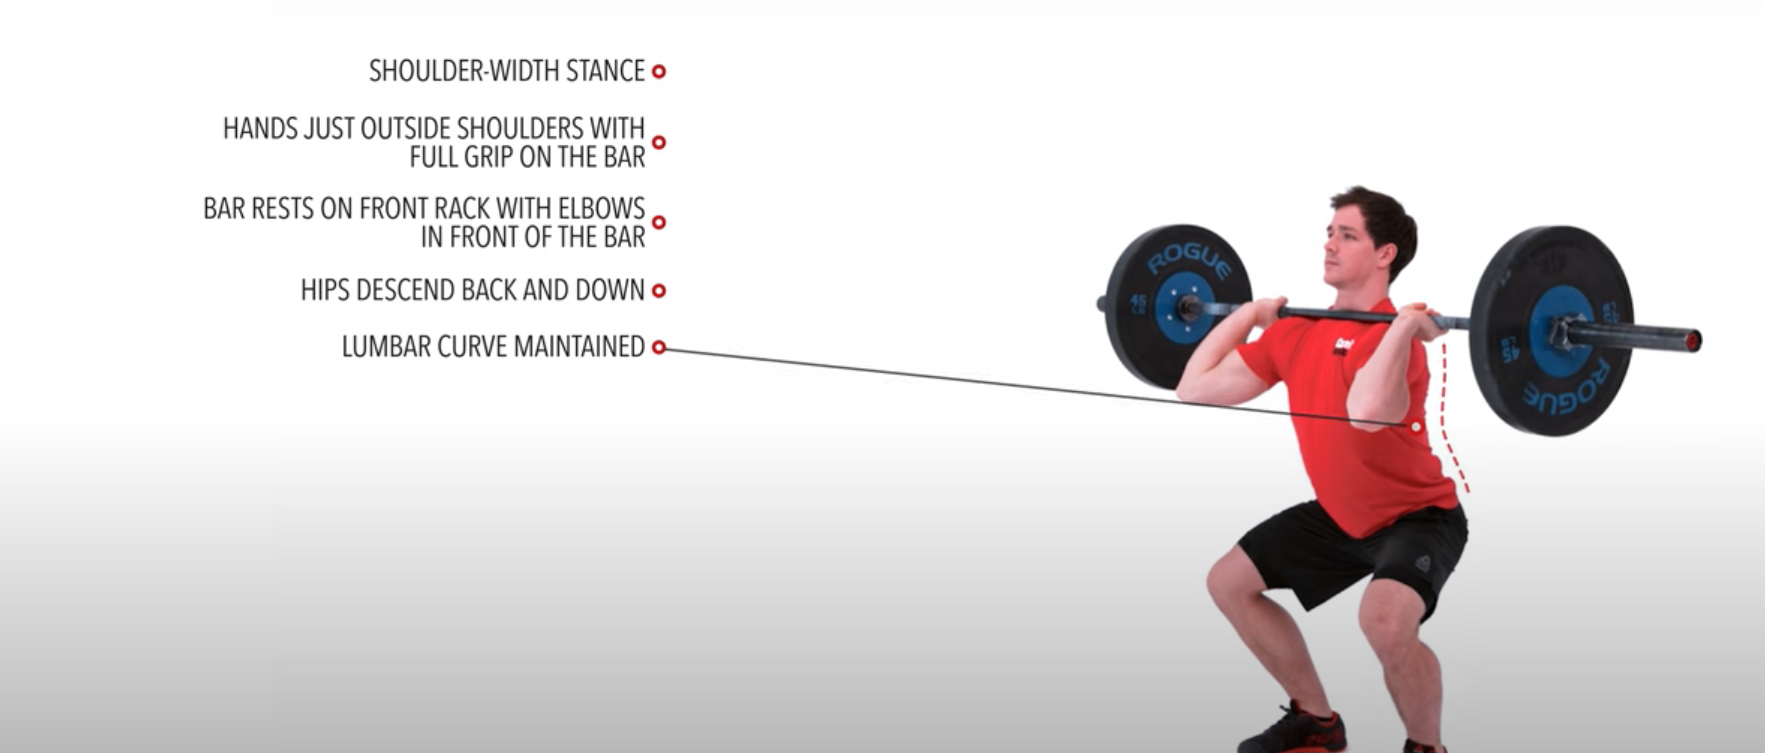 SHOULDER-WIDTH STANCE
HANDS JUST OUTSIDE SHOULDERS WITH
FULL GRIP ON THE BAR
BAR RESTS ON FRONT RACK WITH ELBOWS
IN FRONT OF THE BAR
HIPS DESCEND BACK AND DOWN
LUMBAR CURVE MAINTAINED
ROGUE
45
LB
45
LB
ROGUE